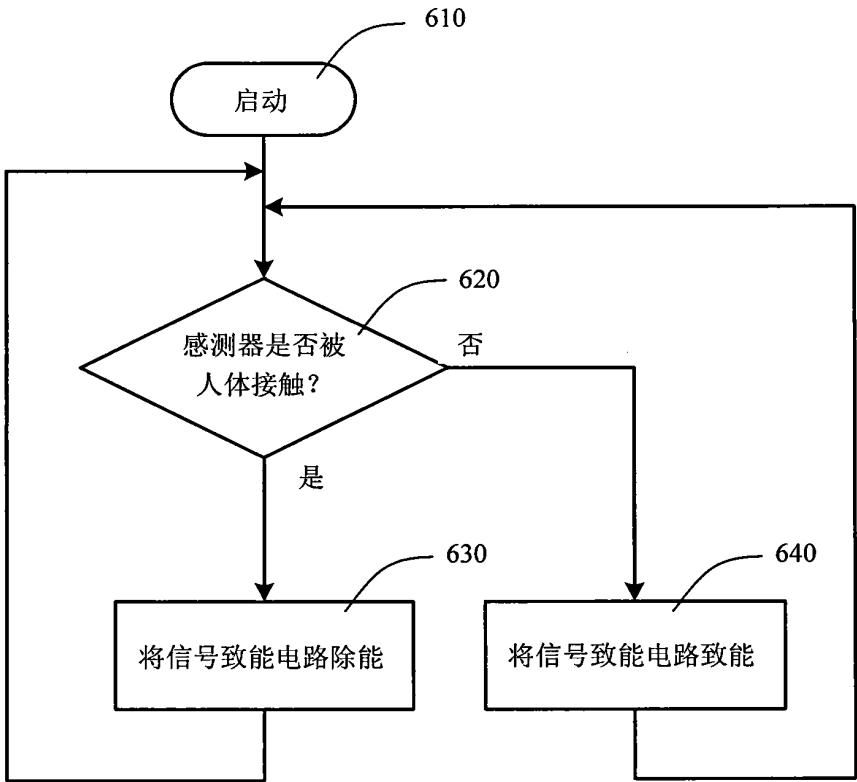 610
启动
620
感测器是否被
人体接触?
否
是
630
640
将信号致能电路除能
将信号致能电路致能